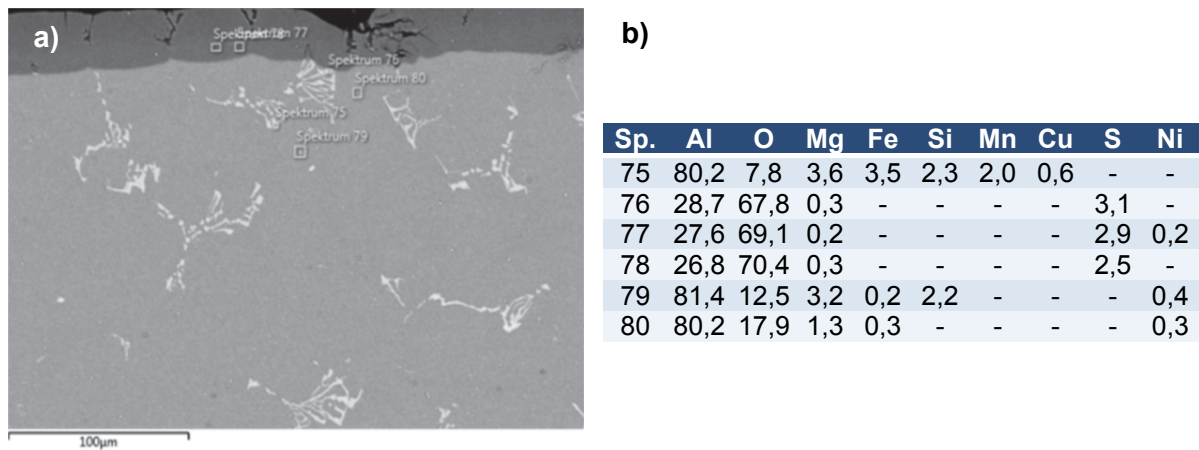 a)
Spektrum 77
Spektrum 76
Spektrum 80
Spektrum 75
Spektrum 79
100µm
b)
Sp. Al O Mg Fe Si Mn Cu S Ni
75 80,2 7,8 3,6 3,5 2,3 2,0 0,6 - -
76 28,7 67,8 0,3 - - - - 3,1 -
77 27,6 69,1 0,2 - - - - 2,9 0,2
78 26,8 70,4 0,3 - - - - 2,5 -
79 81,4 12,5 3,2 0,2 2,2 - - - 0,4
80 80,2 17,9 1,3 0,3 - - - - 0,3